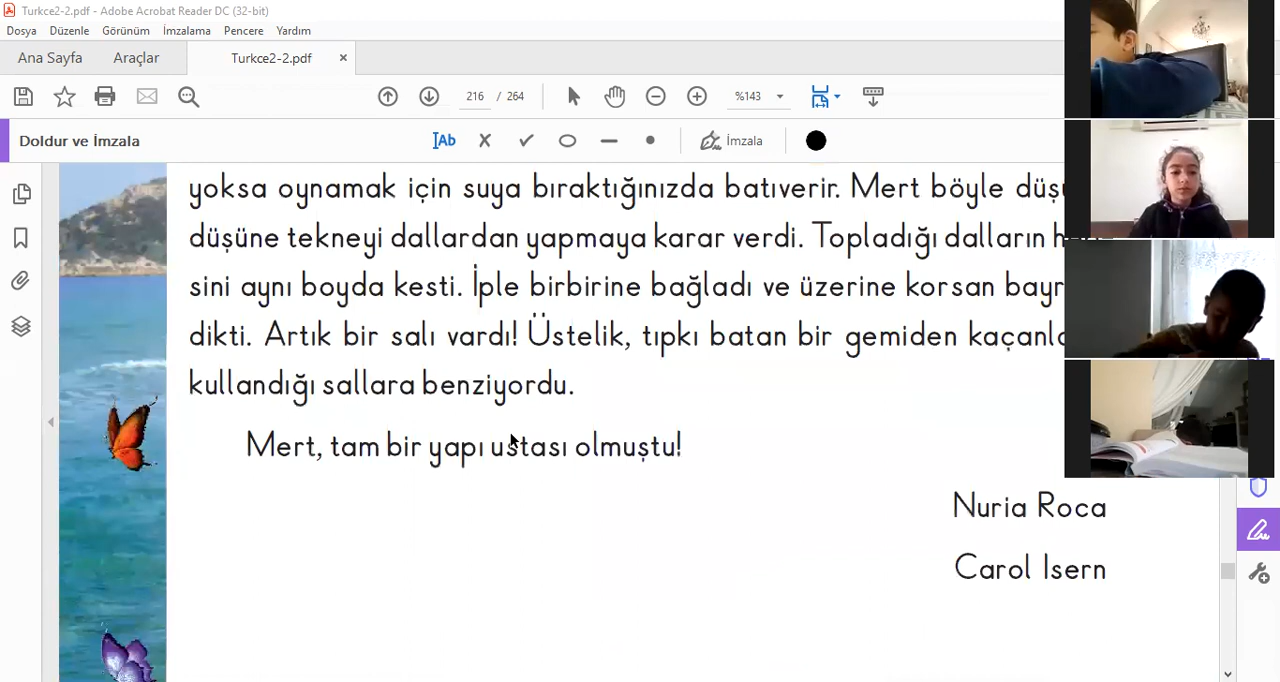 Turkce2-2.pdf - Adobe Acrobat Reader DC (32-bit)
Dosya Düzenle Görünüm İmzalama Pencere Yardım
Ana Sayfa Araçlar Turkce2-2.pdf ×
216 / 264 %143
Doldur ve İmzala Ab İmzala
yoksa oynamak için suya bıraktığınızda batıverir. Mert böyle
düşüne tekneyi dallardan yapmaya karar verdi. Topladığı dalların
sini aynı boyda kesti. İple birbirine bağladı ve üzerine korsan
dikti. Artık bir salı vardı! Üstelik, tıpkı batan bir gemiden
kullandığı sallara benziyordu.
Mert, tam bir yapı ustası olmuştu!
Nuria Roca
Carol Isern